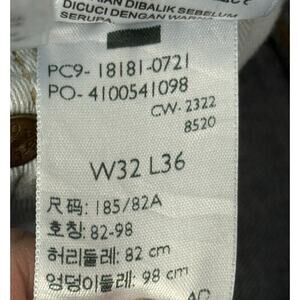 DICUCI DENGAN WARNA
SERUPA.
PC9- 18181-0721
PO- 4100541098
CW- 2322
8520
W32 L36
尺码: 185/82A
호칭: 82-98
허리둘레: 82 cm
엉덩이둘레: 98 cm